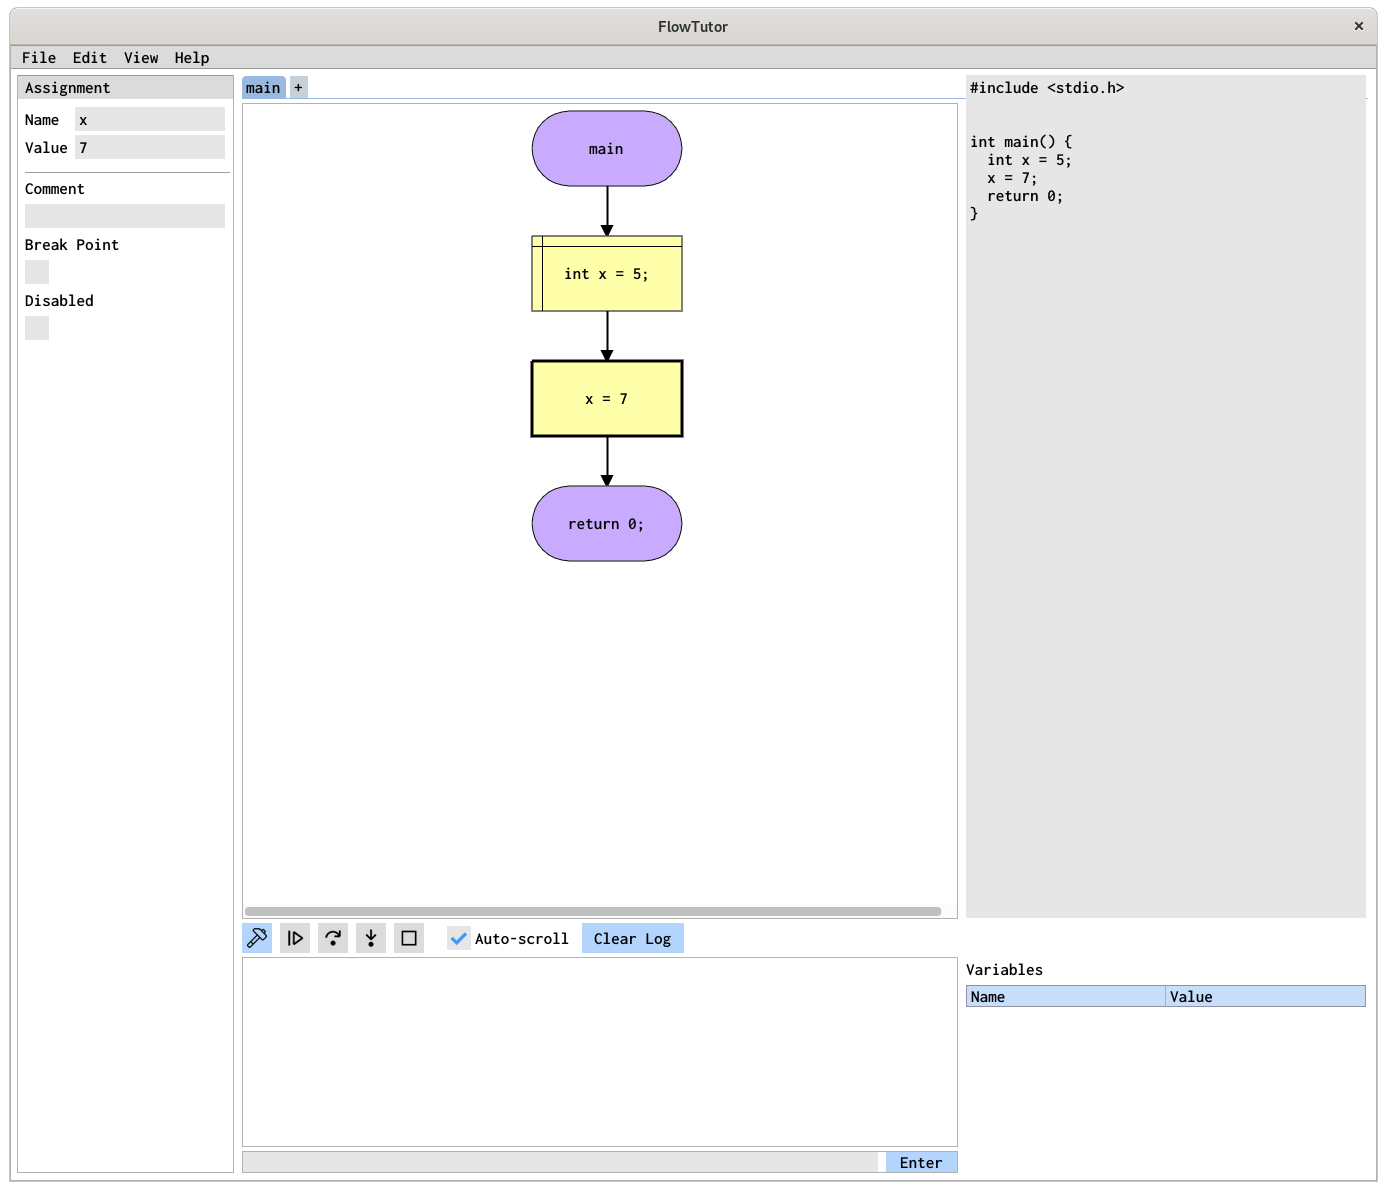 FlowTutor
File Edit View Help
Assignment
Name x
Value 7
Comment
Break Point
Disabled
main +
main
int x = 5;
x = 7
return 0;
#include <stdio.h>
int main() {
  int x = 5;
  x = 7;
  return 0;
}
Auto-scroll Clear Log
Enter
Variables
Name Value